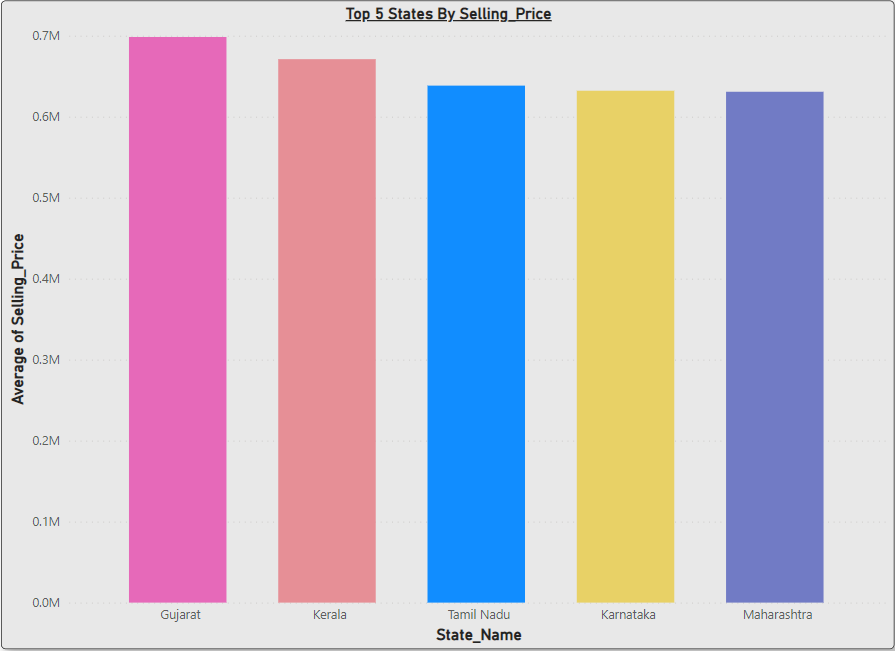 Top 5 States By Selling_Price
Average of Selling_Price
0.7M
0.6M
0.5M
0.4M
0.3M
0.2M
0.1M
0.0M
Gujarat Kerala Tamil Nadu Karnataka Maharashtra
State_Name